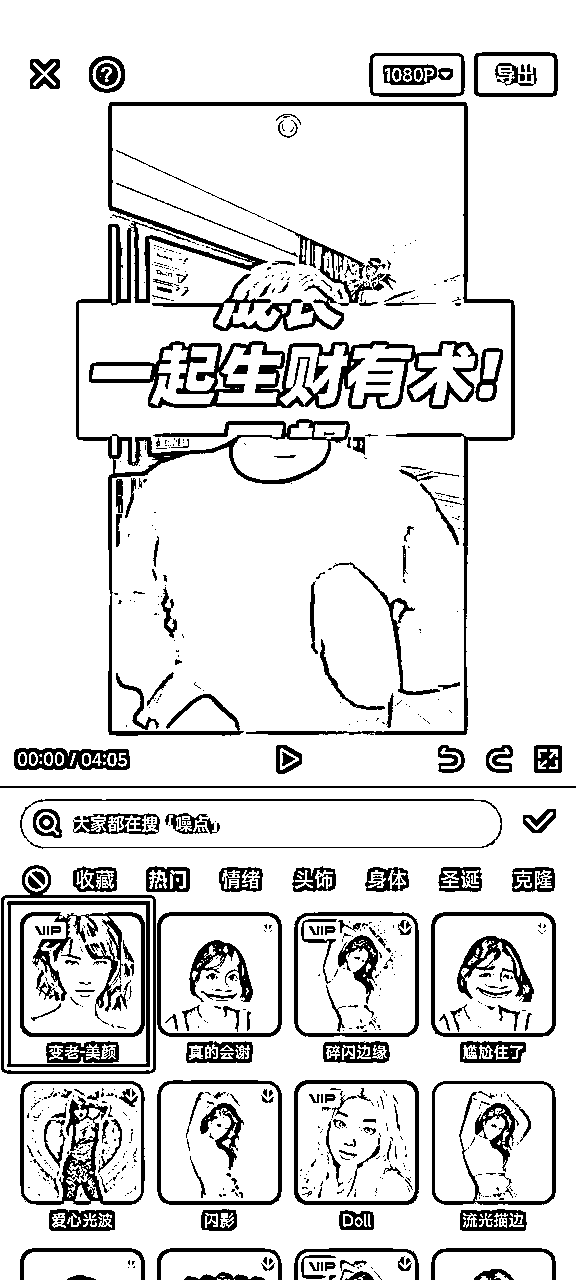 1080P 导出
成长
一起生财有术!
00:00 / 04:05
大家都在搜「噪点」
收藏 热门 情绪 头饰 身体 圣诞 克隆
VIP VIP
变老-美颜 真的会谢 碎闪边缘 尴尬住了
VIP
爱心光波 闪影 Doll 流光描边
VIP